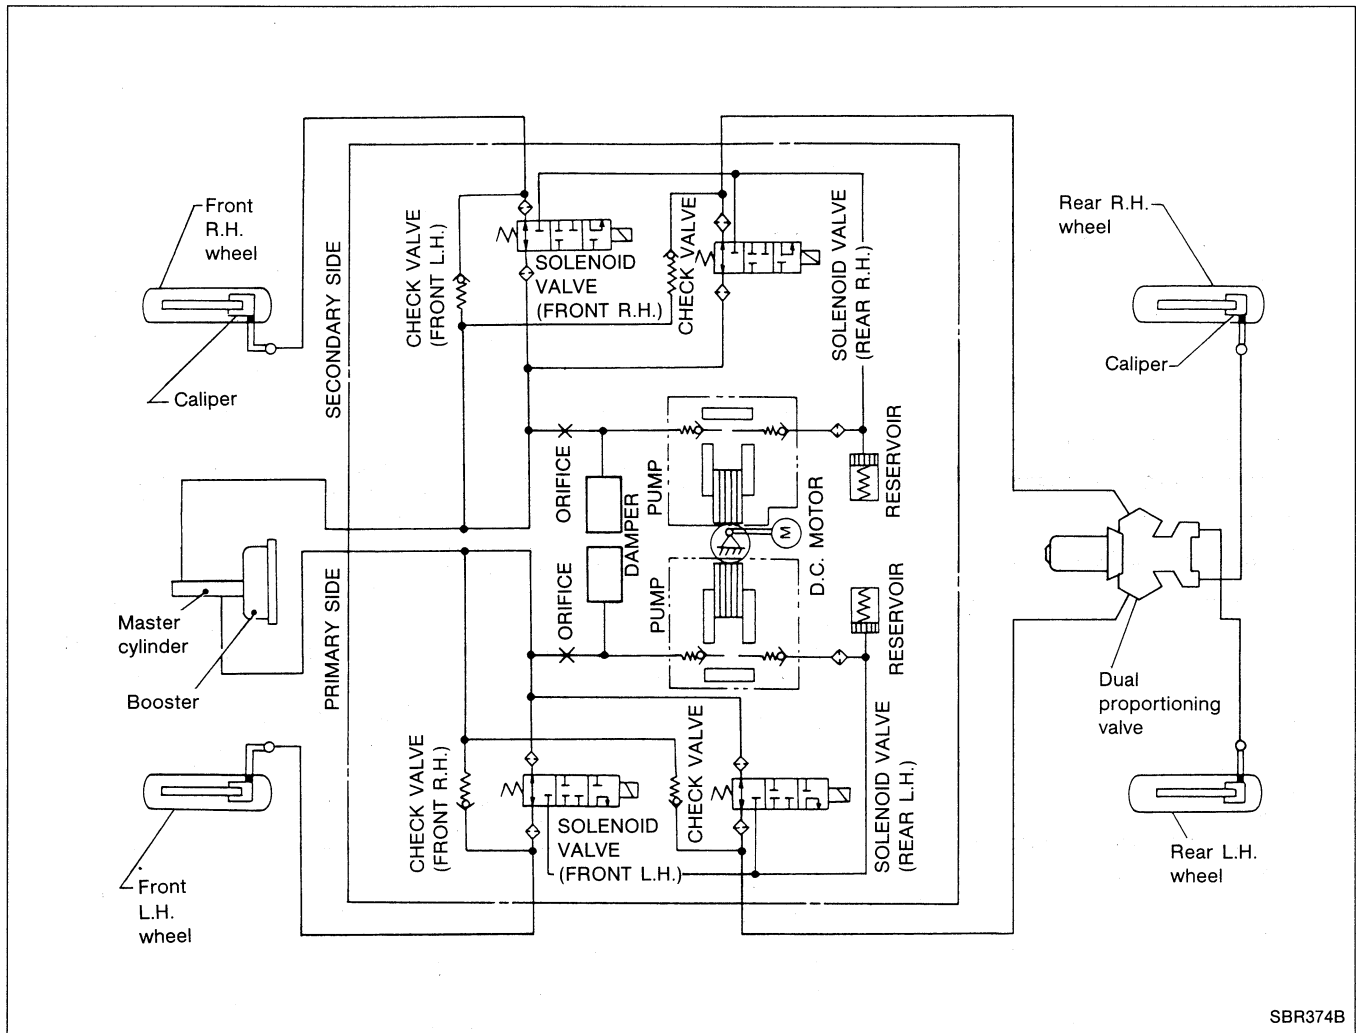 Front
R.H.
wheel
Caliper
SECONDARY SIDE
CHECK VALVE
(FRONT L.H.)
SOLENOID
VALVE
(FRONT R.H.)
CHECK VALVE
SOLENOID VALVE
(REAR R.H.)
Rear R.H.
wheel
Caliper
ORIFICE
DAMPER
PUMP
M
D.C. MOTOR
RESERVOIR
Master
cylinder
Booster
PRIMARY SIDE
ORIFICE
PUMP
RESERVOIR
Dual
proportioning
valve
CHECK VALVE
(FRONT R.H.)
SOLENOID
VALVE
(FRONT L.H.)
CHECK VALVE
SOLENOID VALVE
(REAR L.H.)
Front
L.H.
wheel
Rear L.H.
wheel
SBR374B